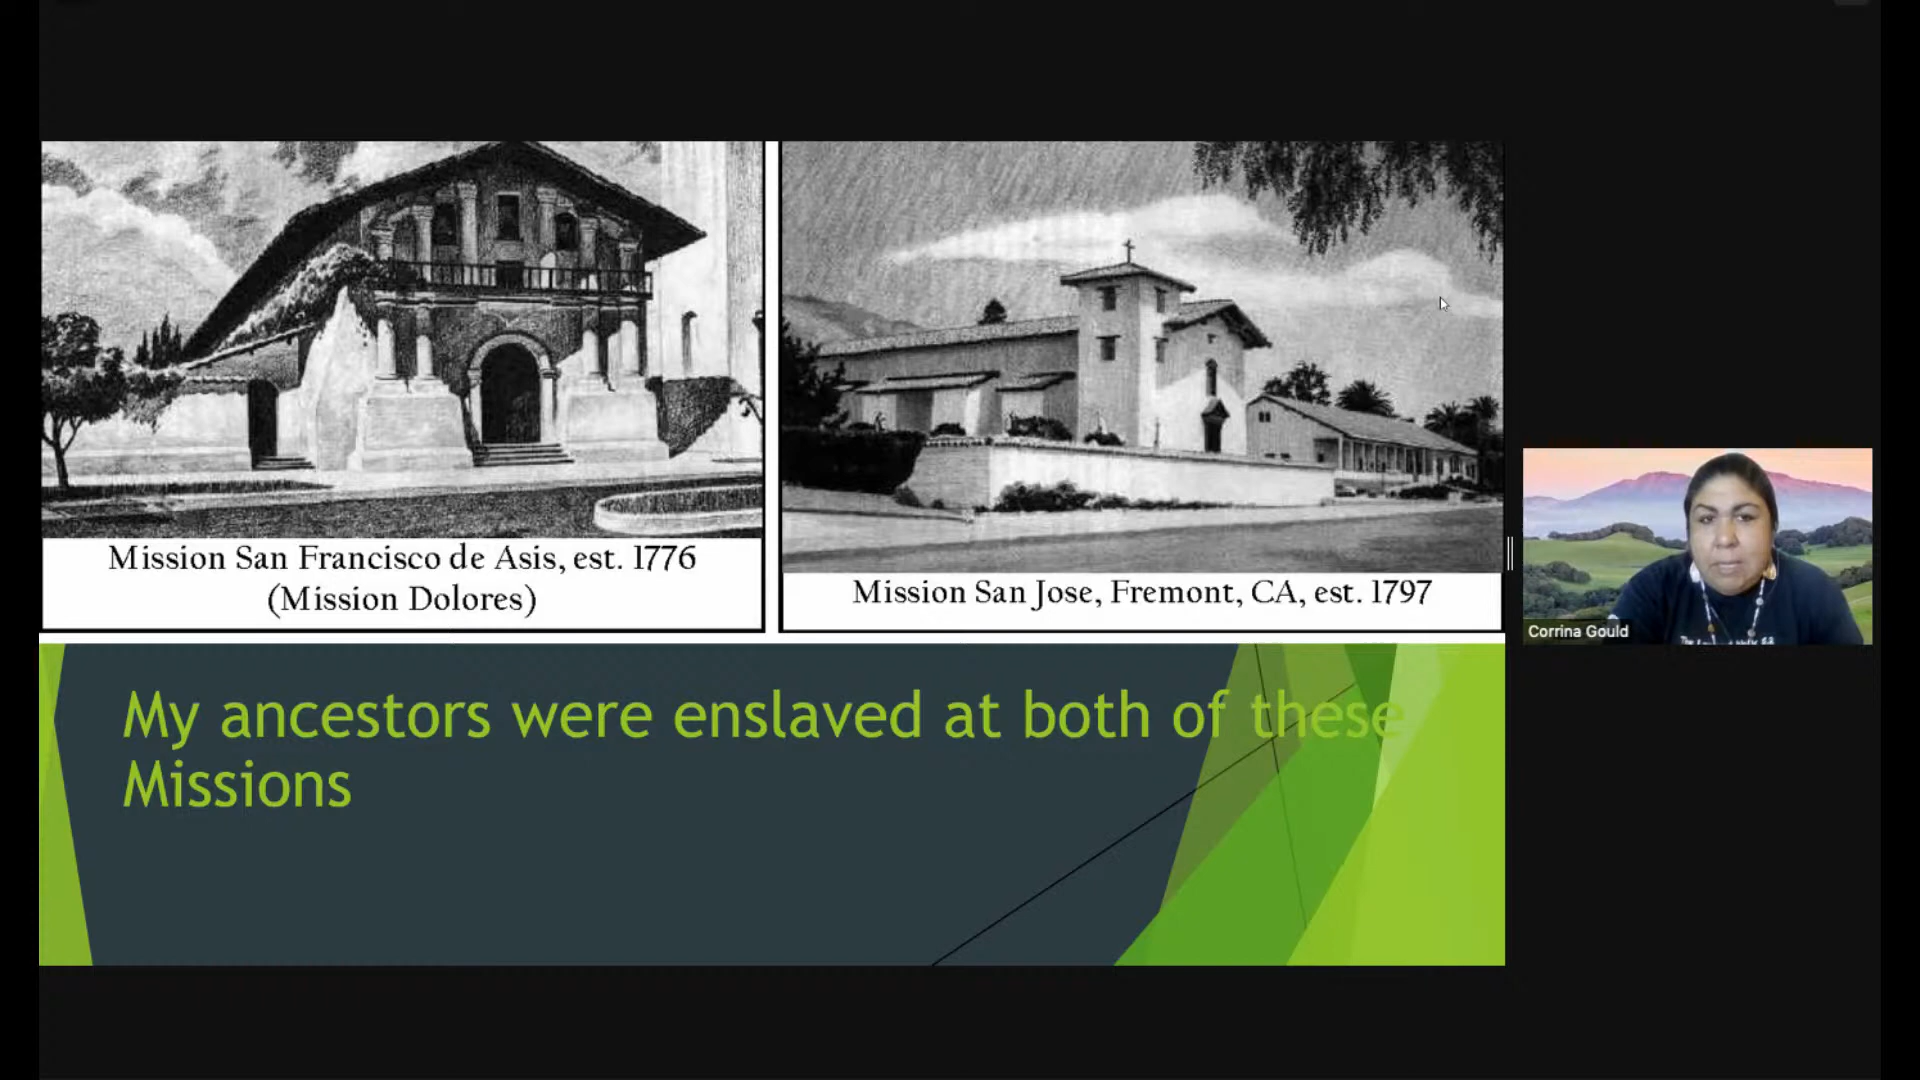 Mission San Francisco de Asis, est. 1776
(Mission Dolores)
Mission San Jose, Fremont, CA, est. 1797
My ancestors were enslaved at both of these
Missions
Corrina Gould